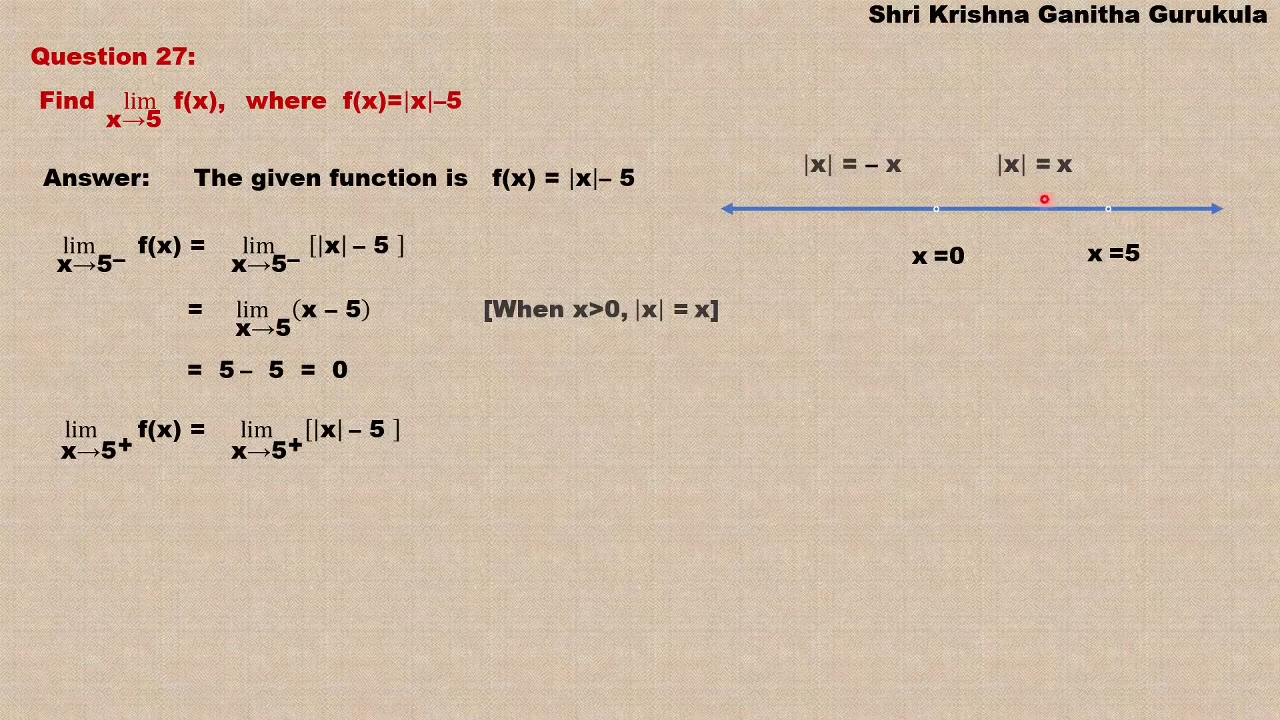 Shri Krishna Ganitha Gurukula
Question 27:
Find lim x→5 f(x), where f(x)=|x|–5
Answer: The given function is f(x) = |x|– 5
|x| = – x |x| = x
x =0 x =5
lim x→5– f(x) = lim x→5– [|x| – 5 ]
= lim x→5 (x – 5) [When x>0, |x| = x]
= 5 – 5 = 0
lim x→5+ f(x) = lim x→5+ [|x| – 5 ]